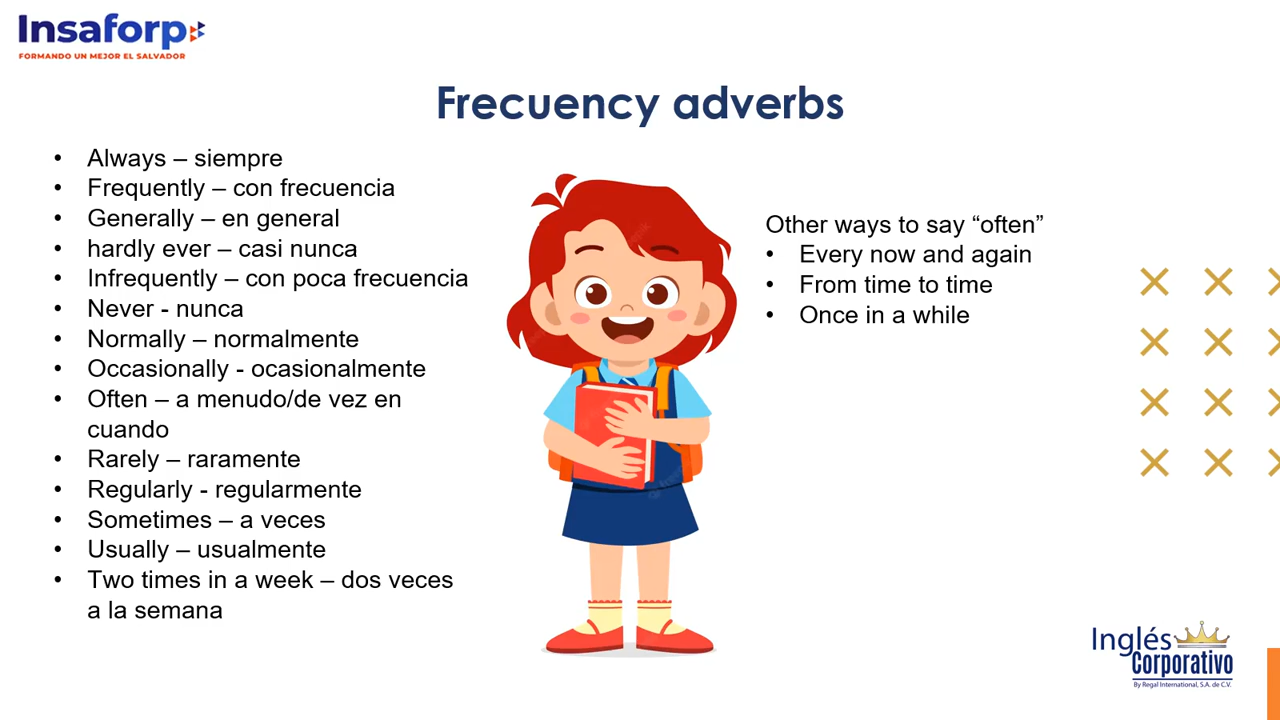 Insaforp
FORMANDO UN MEJOR EL SALVADOR
Frecuency adverbs
• Always – siempre
• Frequently – con frecuencia
• Generally – en general
• hardly ever – casi nunca
• Infrequently – con poca frecuencia
• Never - nunca
• Normally – normalmente
• Occasionally - ocasionalmente
• Often – a menudo/de vez en
cuando
• Rarely – raramente
• Regularly - regularmente
• Sometimes – a veces
• Usually – usualmente
• Two times in a week – dos veces
a la semana
Other ways to say “often”
• Every now and again
• From time to time
• Once in a while
Inglés
Corporativo
By Regal International, S.A. de C.V.